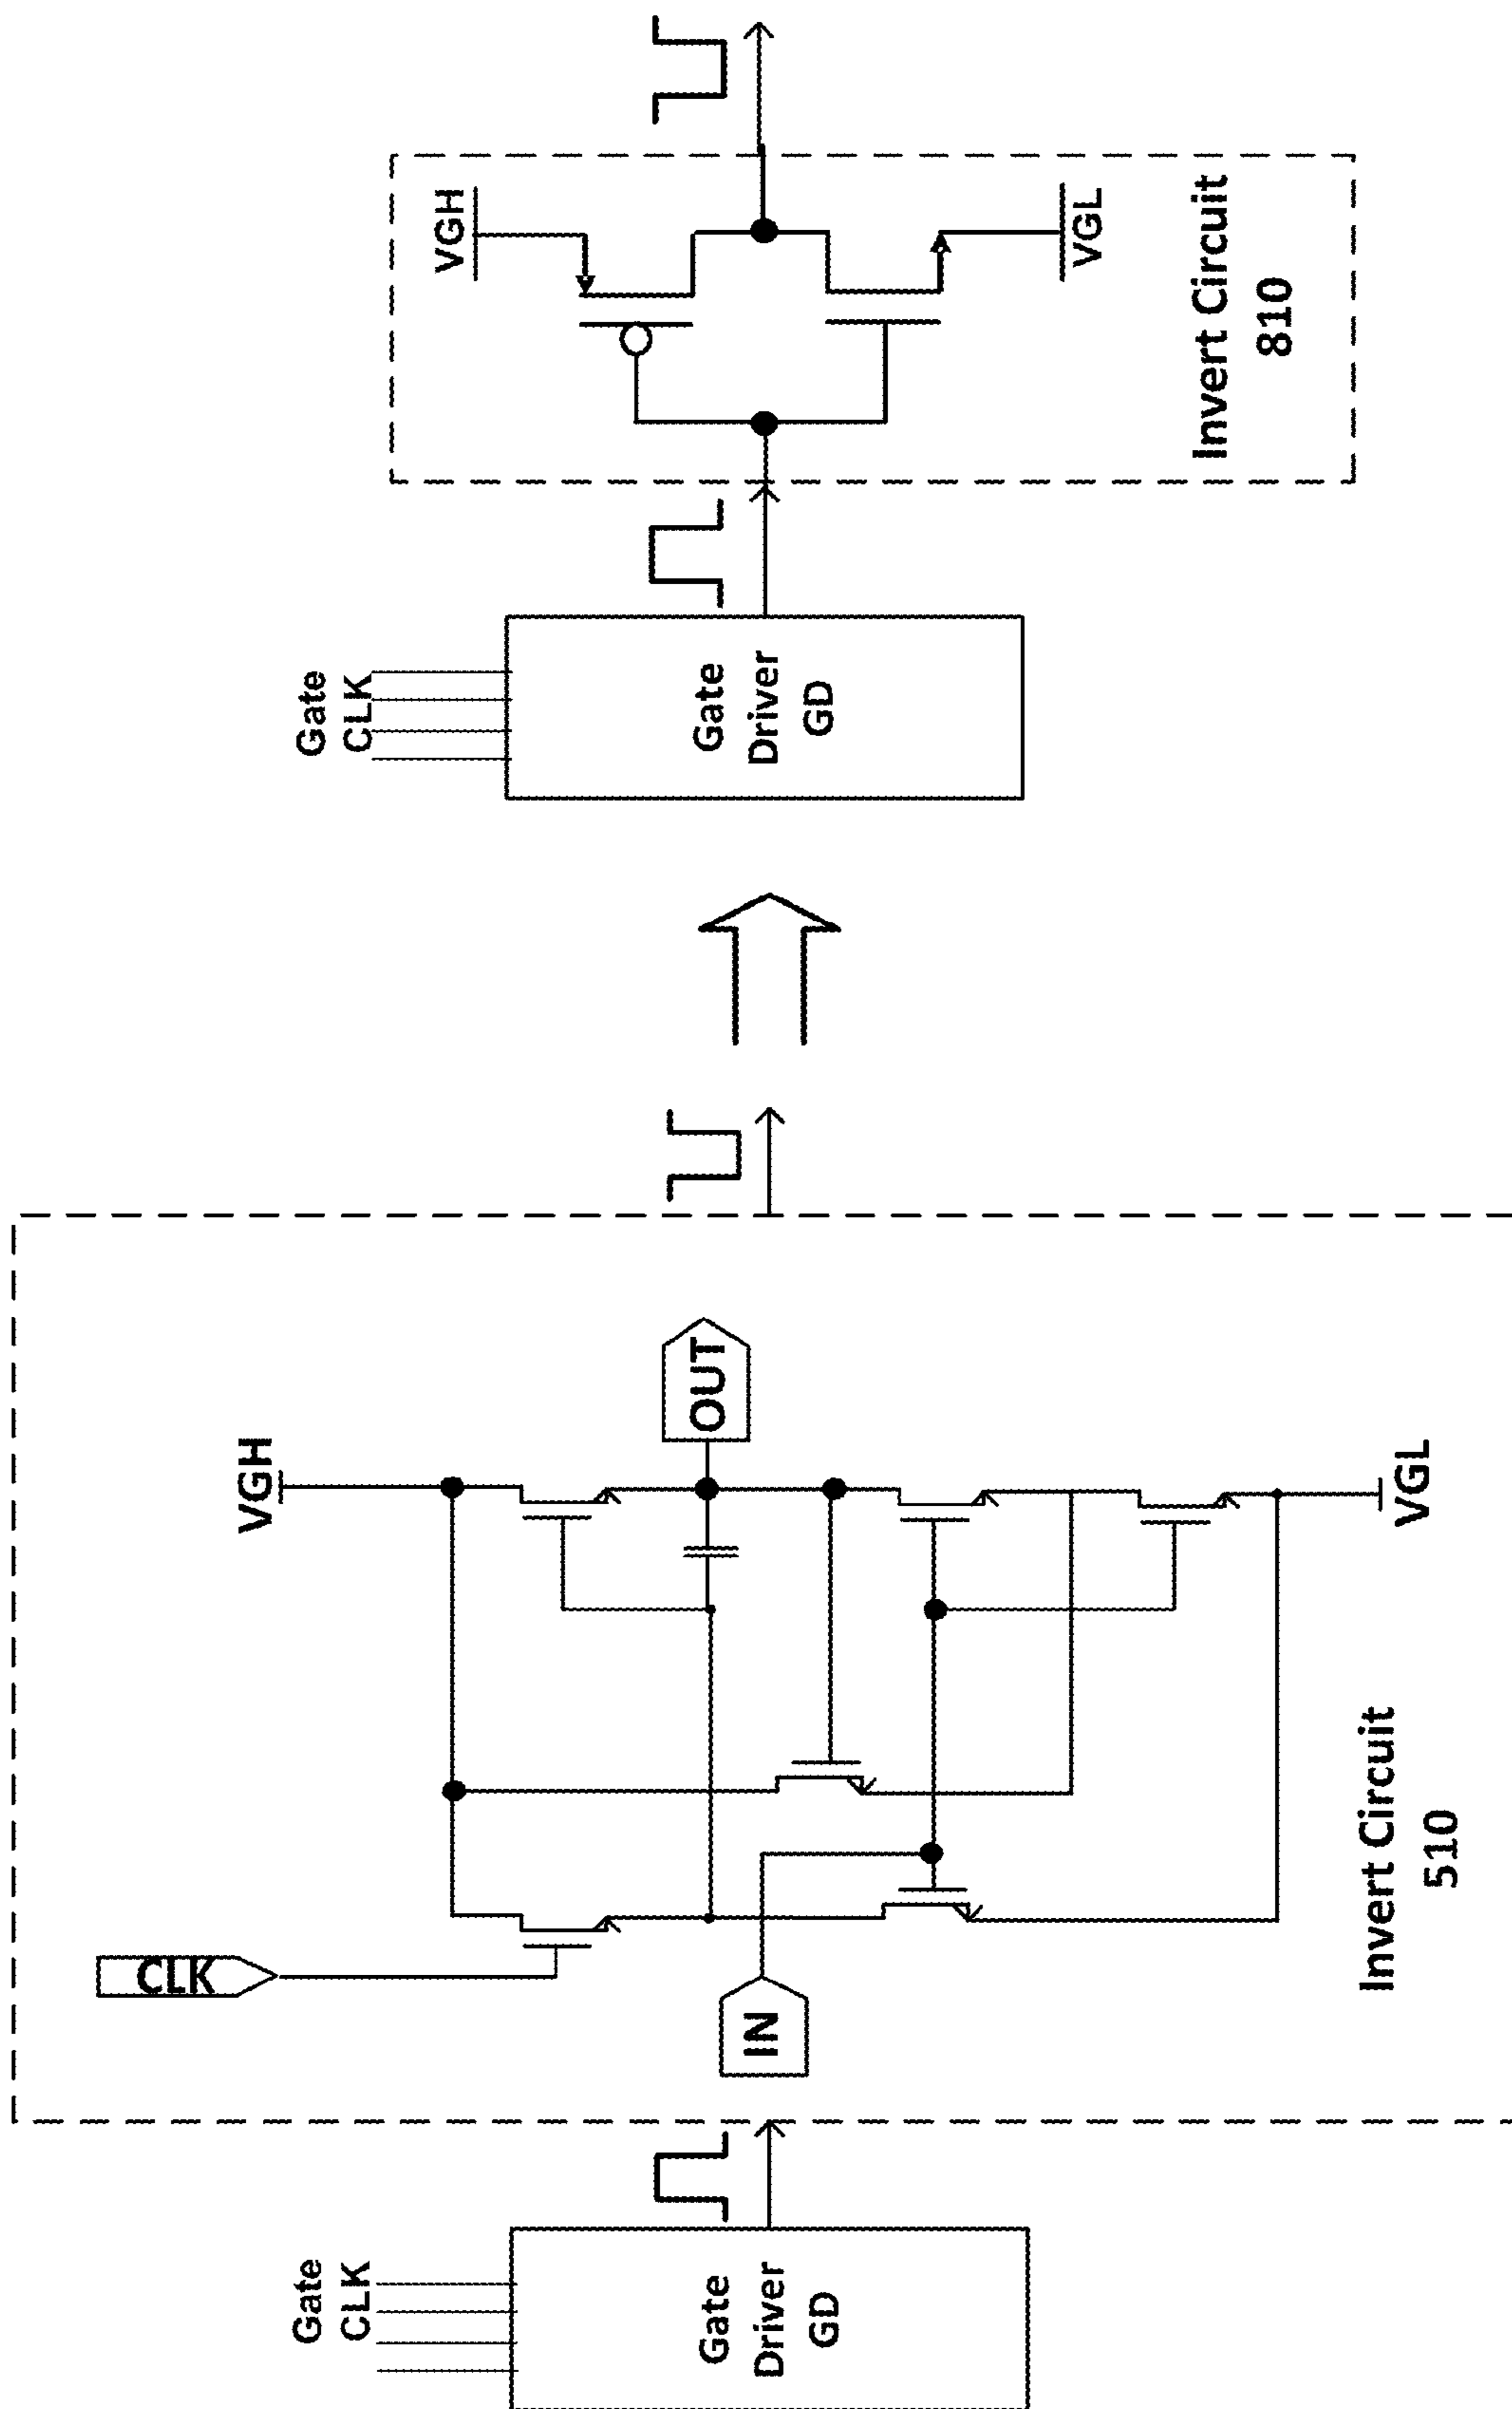 Gate
CLK
Gate
Driver
GD
CLK
IN
VGH
OUT
VGL
Invert Circuit
510
Gate
CLK
Gate
Driver
GD
VGH
VGL
Invert Circuit
810